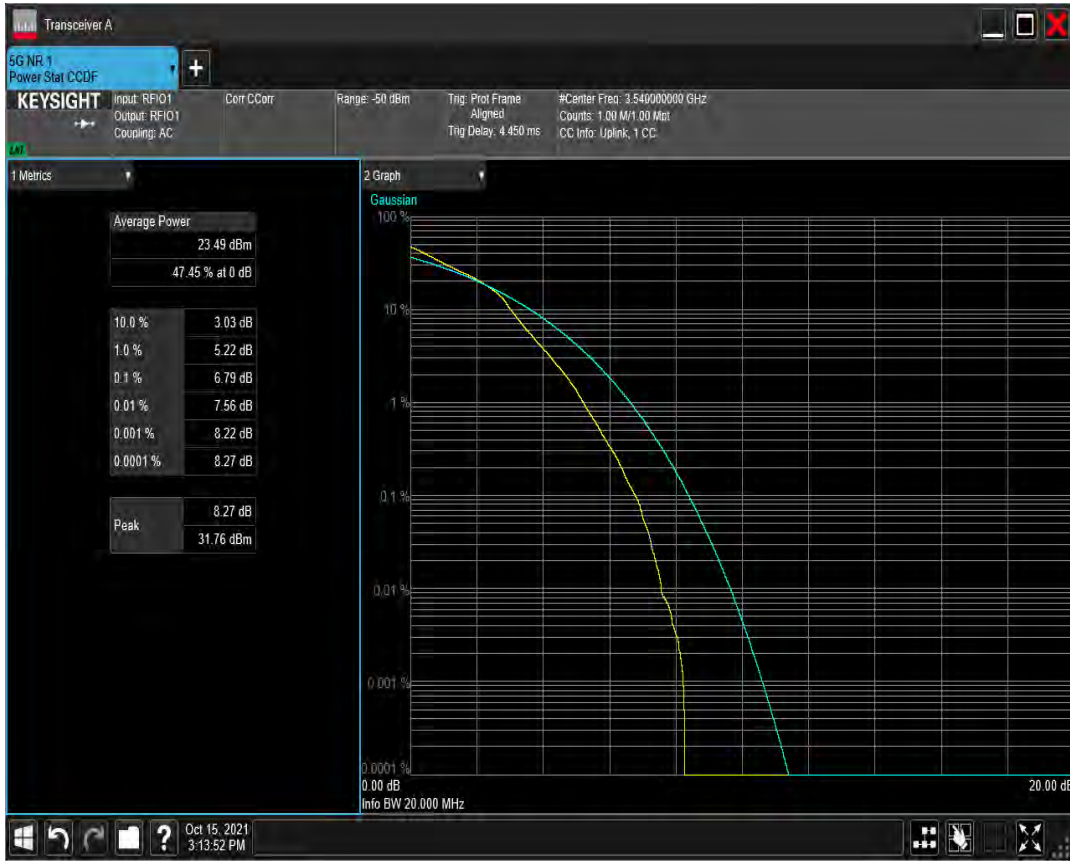 Transceiver A
5G NR 1
Power Stat CCDF
+
KEYSIGHT
Input: RFIO1
Output: RFIO1
Coupling: AC
Corr CCorr
Range: -50 dBm
Trig: Prot Frame
Aligned
Trig Delay: 4.450 ms
#Center Freq: 3.540000000 GHz
Counts: 1.00 M/1.00 Mpt
CC Info: Uplink, 1 CC
1 Metrics
Average Power
23.49 dBm
47.45 % at 0 dB
10.0 % 3.03 dB
1.0 % 5.22 dB
0.1 % 6.79 dB
0.01 % 7.56 dB
0.001 % 8.22 dB
0.0001 % 8.27 dB
Peak
8.27 dB
31.76 dBm
2 Graph
Gaussian
100 %
10 %
1 %
0.1 %
0.01 %
0.001 %
0.0001 %
0.00 dB
20.00 dB
Info BW 20.000 MHz
?
Oct 15, 2021
3:13:52 PM